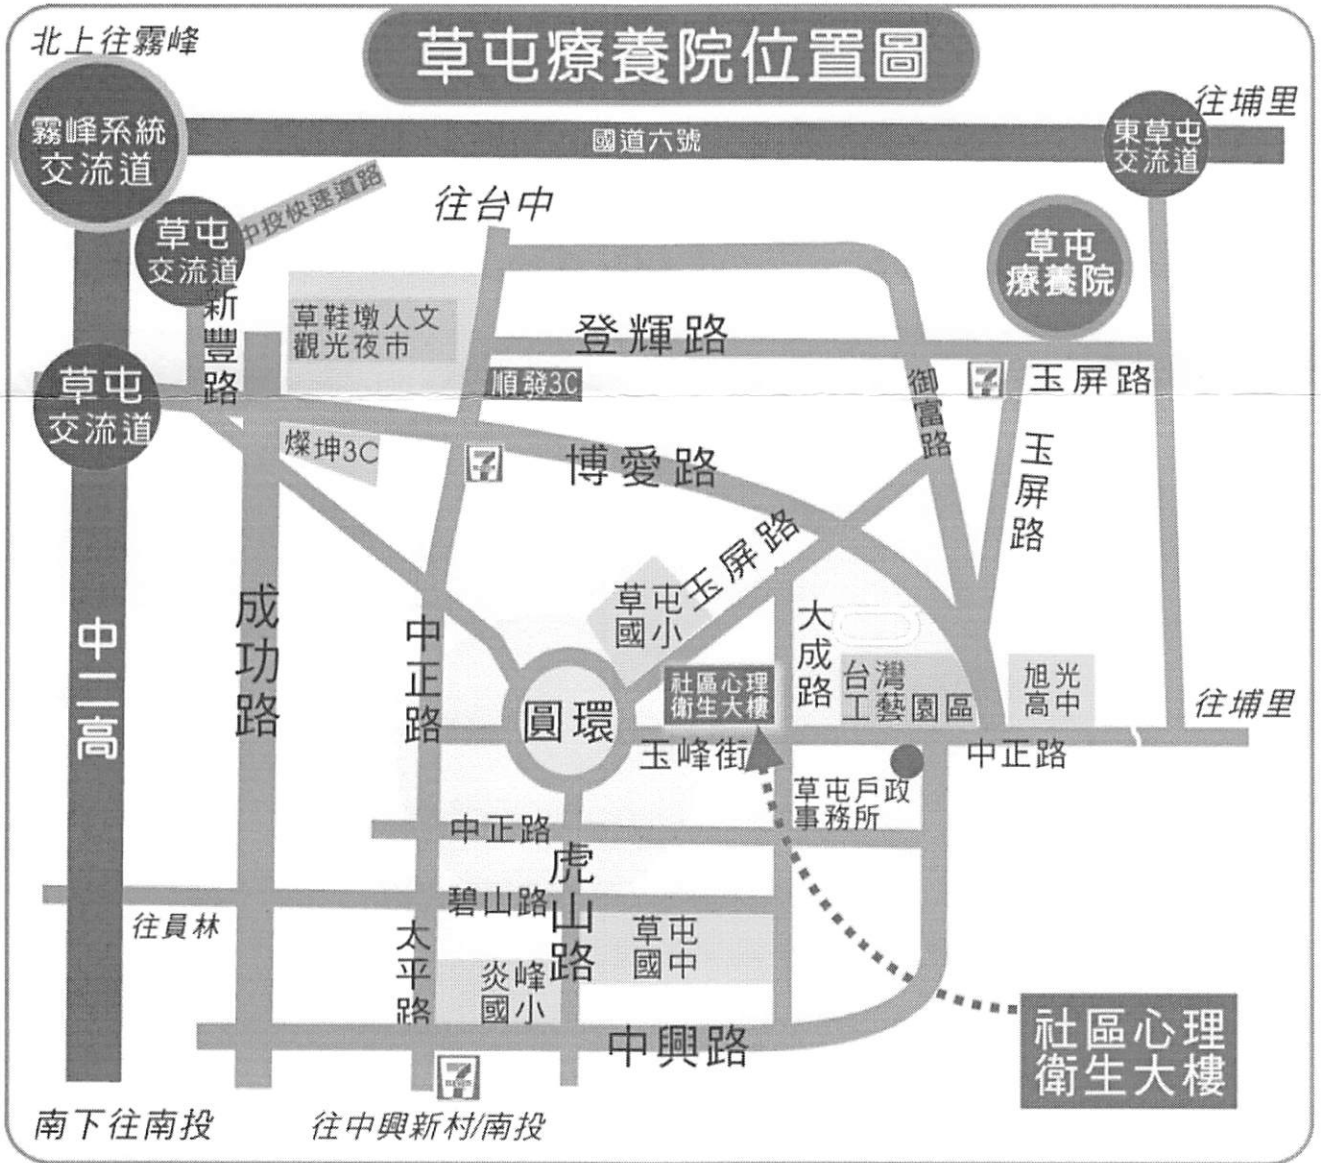 北上往霧峰
草屯療養院位置圖
往埔里
霧峰系統
交流道
國道六號
東草屯
交流道
中投快速道路
往台中
草屯
交流道
草屯
療養院
新豐路
草鞋墩人文
觀光夜市
登輝路
順發3C
御富路
7
玉屏路
草屯
交流道
燦坤3C
7
博愛路
玉屏路
玉屏路
成功路
中正路
中二高
草屯
國小
大成路
社區心理
衛生大樓
台灣
工藝園區
旭光
高中
往埔里
圓環
玉峰街
中正路
草屯戶政
事務所
中正路
虎山路
碧山路
往員林
太平路
草屯
國中
炎峰
國小
中興路
社區心理
衛生大樓
7
南下往南投
往中興新村/南投